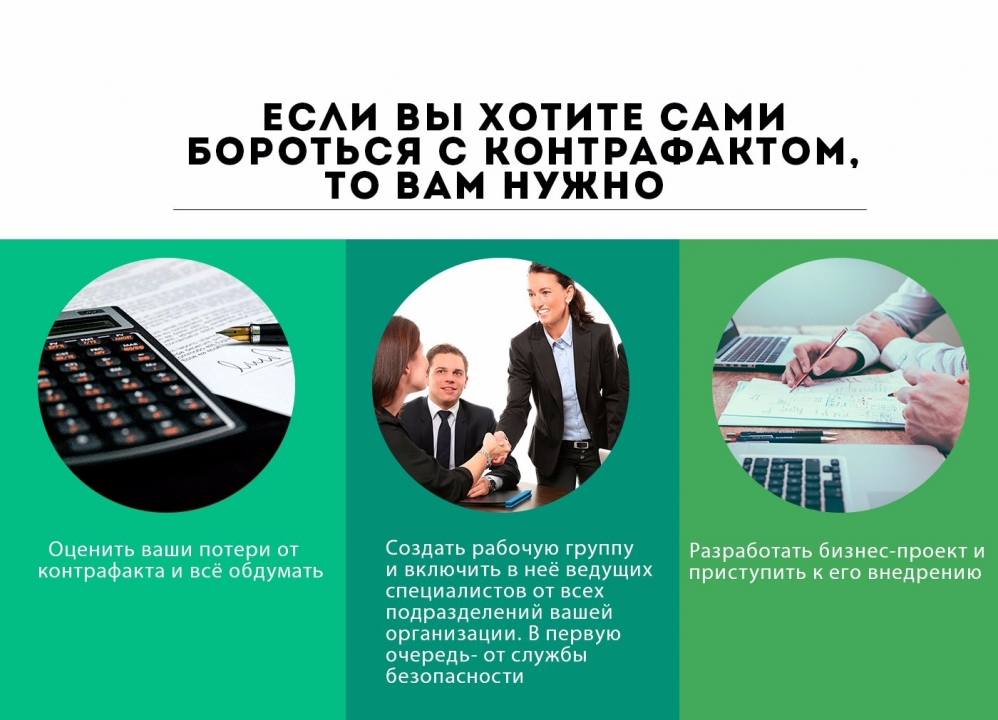 ЕСЛИ ВЫ ХОТИТЕ САМИ
БОРОТЬСЯ С КОНТРАФАКТОМ,
ТО ВАМ НУЖНО
Оценить ваши потери от
контрафакта и всё обдумать
Создать рабочую группу
и включить в неё ведущих
специалистов от всех
подразделений вашей
организации. В первую
очередь- от службы
безопасности
Разработать бизнес-проект и
приступить к его внедрению